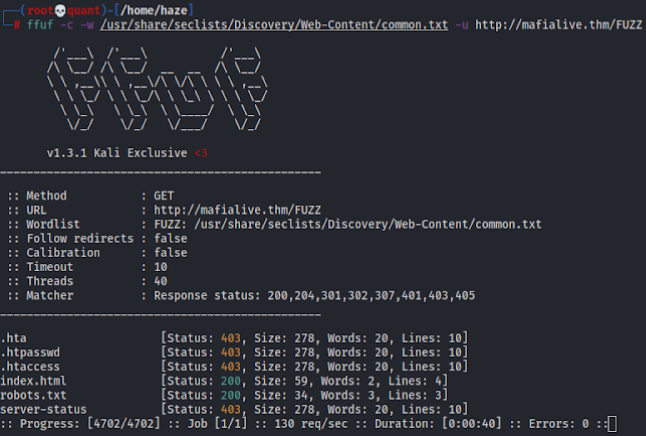 (root💀quant)-[/home/haze]
# ffuf -c -w /usr/share/seclists/Discovery/Web-Content/common.txt -u http://mafialive.thm/FUZZ
v1.3.1 Kali Exclusive <3
________________________________________________
:: Method : GET
:: URL : http://mafialive.thm/FUZZ
:: Wordlist : FUZZ: /usr/share/seclists/Discovery/Web-Content/common.txt
:: Follow redirects : false
:: Calibration : false
:: Timeout : 10
:: Threads : 40
:: Matcher : Response status: 200,204,301,302,307,401,403,405
________________________________________________
.hta [Status: 403, Size: 278, Words: 20, Lines: 10]
.htpasswd [Status: 403, Size: 278, Words: 20, Lines: 10]
.htaccess [Status: 403, Size: 278, Words: 20, Lines: 10]
index.html [Status: 200, Size: 59, Words: 2, Lines: 4]
robots.txt [Status: 200, Size: 34, Words: 3, Lines: 3]
server-status [Status: 403, Size: 278, Words: 20, Lines: 10]
:: Progress: [4702/4702] :: Job [1/1] :: 130 req/sec :: Duration: [0:00:40] :: Errors: 0 ::